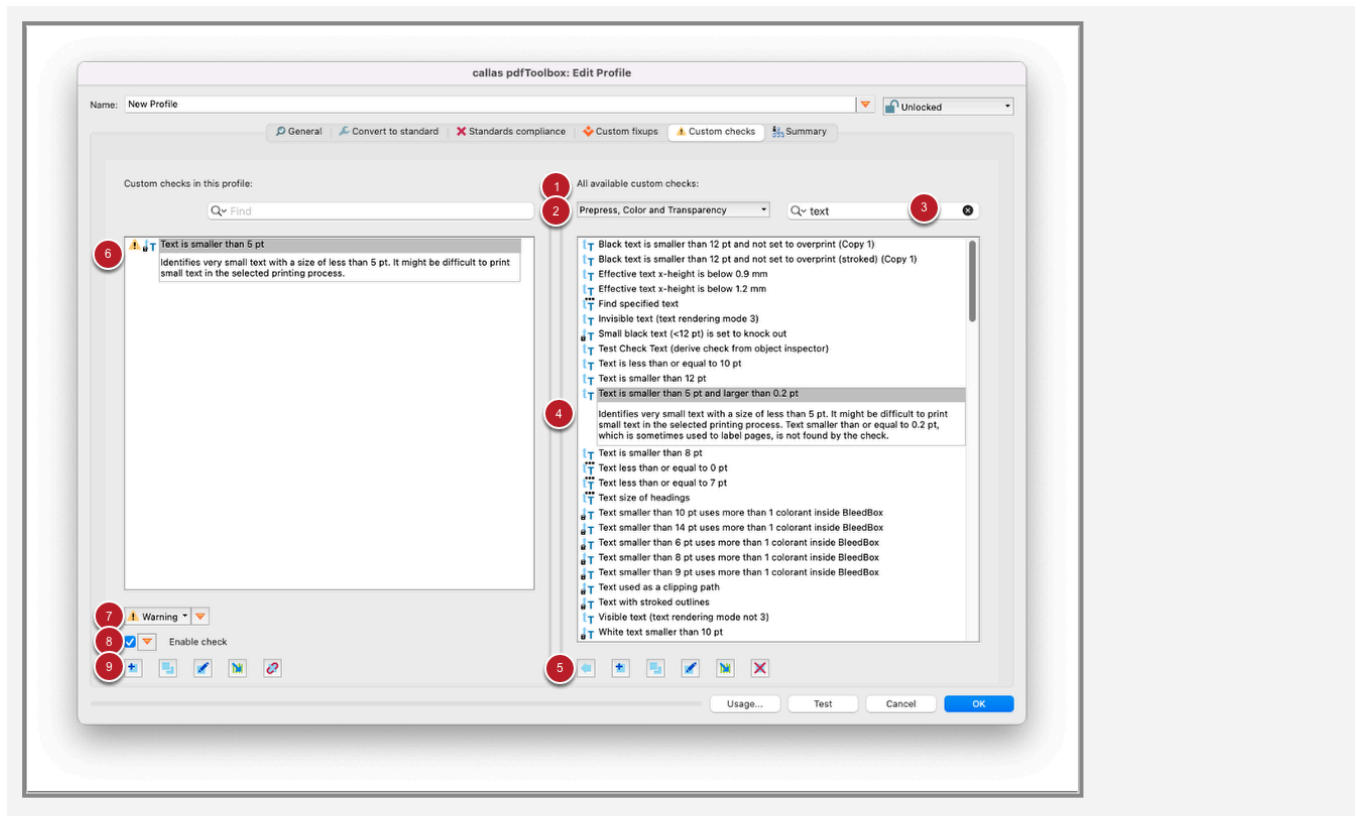 callas pdfToolbox: Edit Profile
Name: New Profile
Unlocked
General Convert to standard Standards compliance Custom fixups Custom checks Summary
Custom checks in this profile:
1 All available custom checks:
Find
2 Prepress, Color and Transparency text 3
6 Text is smaller than 5 pt
Identifies very small text with a size of less than 5 pt. It might be difficult to print
small text in the selected printing process.
Black text is smaller than 12 pt and not set to overprint (Copy 1)
Black text is smaller than 12 pt and not set to overprint (stroked) (Copy 1)
Effective text x-height is below 0.9 mm
Effective text x-height is below 1.2 mm
Find specified text
Invisible text (text rendering mode 3)
Small black text (<12 pt) is set to knock out
Test Check Text (derive check from object inspector)
Text is less than or equal to 10 pt
Text is smaller than 12 pt
Text is smaller than 5 pt and larger than 0.2 pt
4 Identifies very small text with a size of less than 5 pt. It might be difficult to print
small text in the selected printing process. Text smaller than or equal to 0.2 pt,
which is sometimes used to label pages, is not found by the check.
Text is smaller than 8 pt
Text less than or equal to 0 pt
Text less than or equal to 7 pt
Text size of headings
Text smaller than 10 pt uses more than 1 colorant inside BleedBox
Text smaller than 14 pt uses more than 1 colorant inside BleedBox
Text smaller than 6 pt uses more than 1 colorant inside BleedBox
Text smaller than 8 pt uses more than 1 colorant inside BleedBox
Text smaller than 9 pt uses more than 1 colorant inside BleedBox
Text used as a clipping path
Text with stroked outlines
Visible text (text rendering mode not 3)
White text smaller than 10 pt
7 Warning
8 Enable check
9
5
Usage... Test Cancel OK